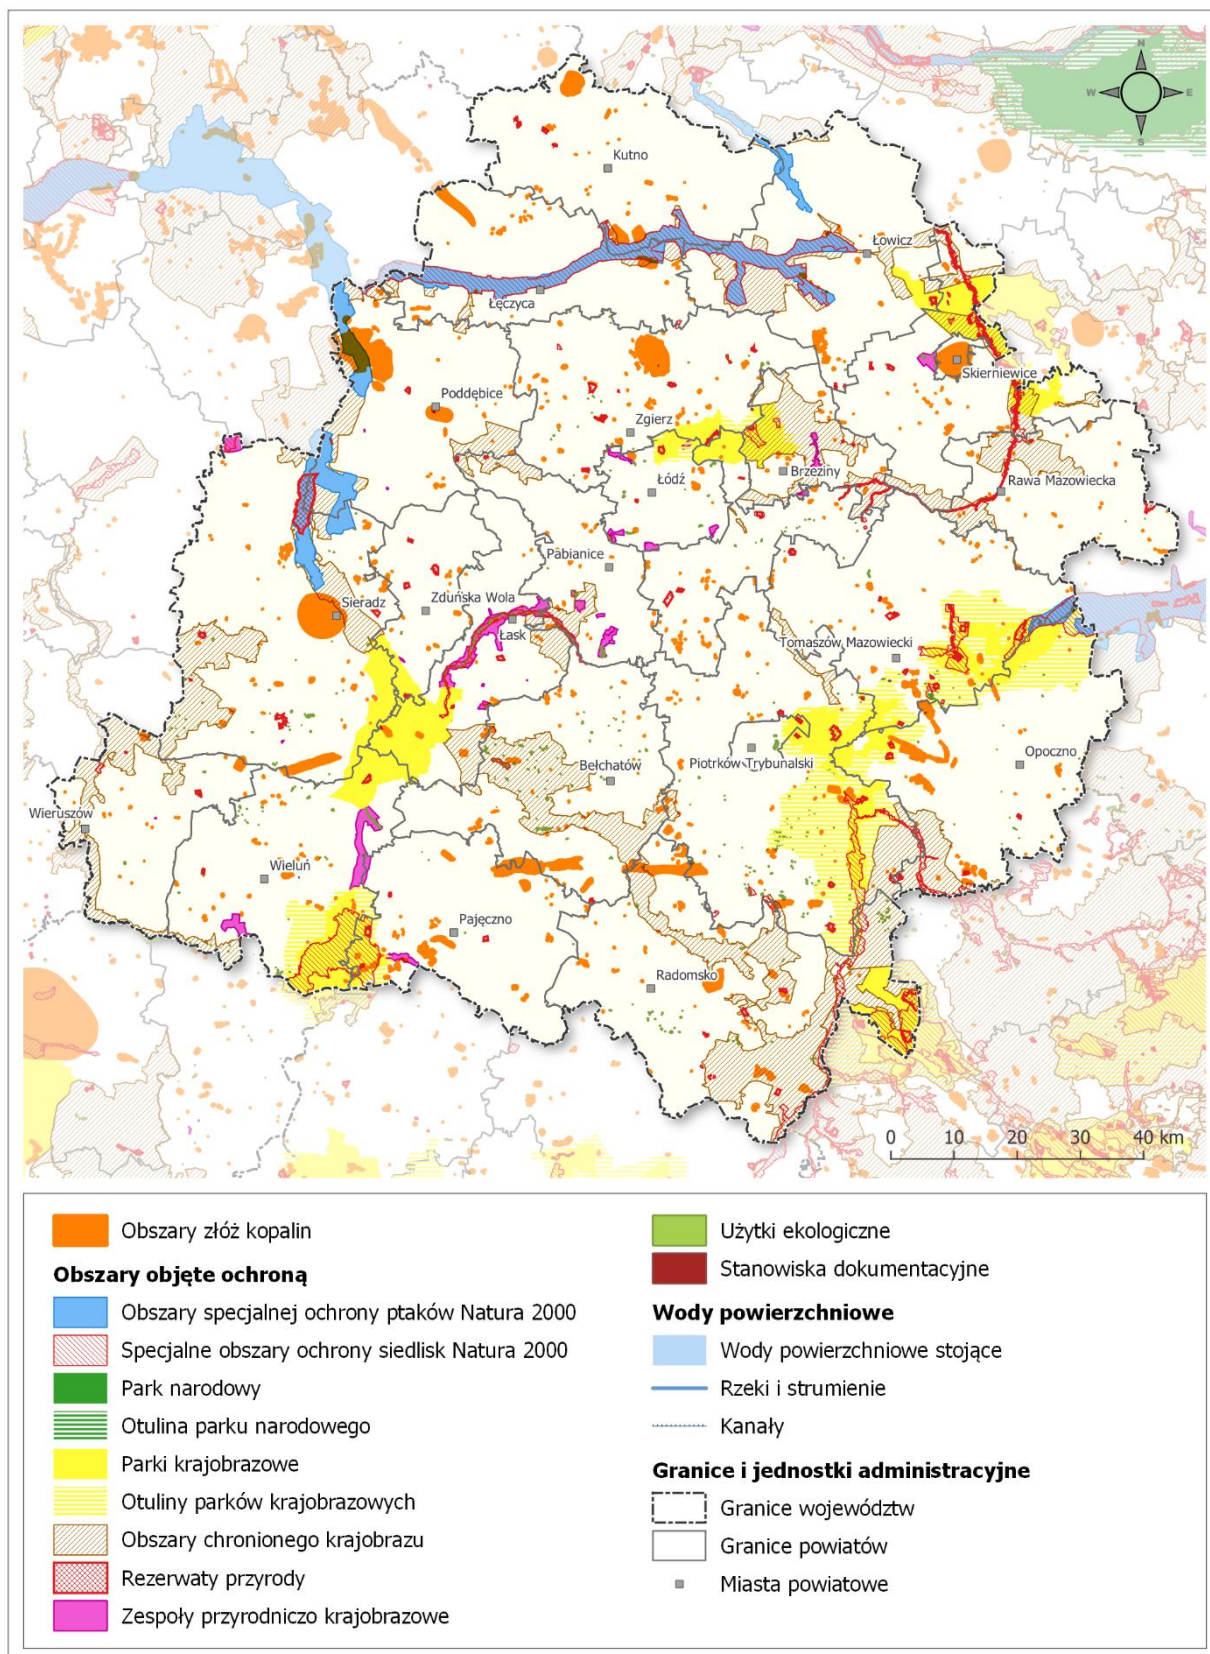 N
W E
S
Kutno
Łowicz
Łęczyca
Skierniewice
Poddębice
Zgierz
Brzeziny
Łódź
Rawa Mazowiecka
Pabianice
Zduńska Wola
Sieradz
Łask
Tomaszów Mazowiecki
Opoczno
Piotrków Trybunalski
Bełchatów
Wieruszów
Wieluń
Pajęczno
Radomsko
0 10 20 30 40 km
Obszary złóż kopalin
Obszary objęte ochroną
Obszary specjalnej ochrony ptaków Natura 2000
Specjalne obszary ochrony siedlisk Natura 2000
Park narodowy
Otulina parku narodowego
Parki krajobrazowe
Otuliny parków krajobrazowych
Obszary chronionego krajobrazu
Rezerwaty przyrody
Zespoły przyrodniczo krajobrazowe
Użytki ekologiczne
Stanowiska dokumentacyjne
Wody powierzchniowe
Wody powierzchniowe stojące
Rzeki i strumienie
Kanały
Granice i jednostki administracyjne
Granice województw
Granice powiatów
Miasta powiatowe